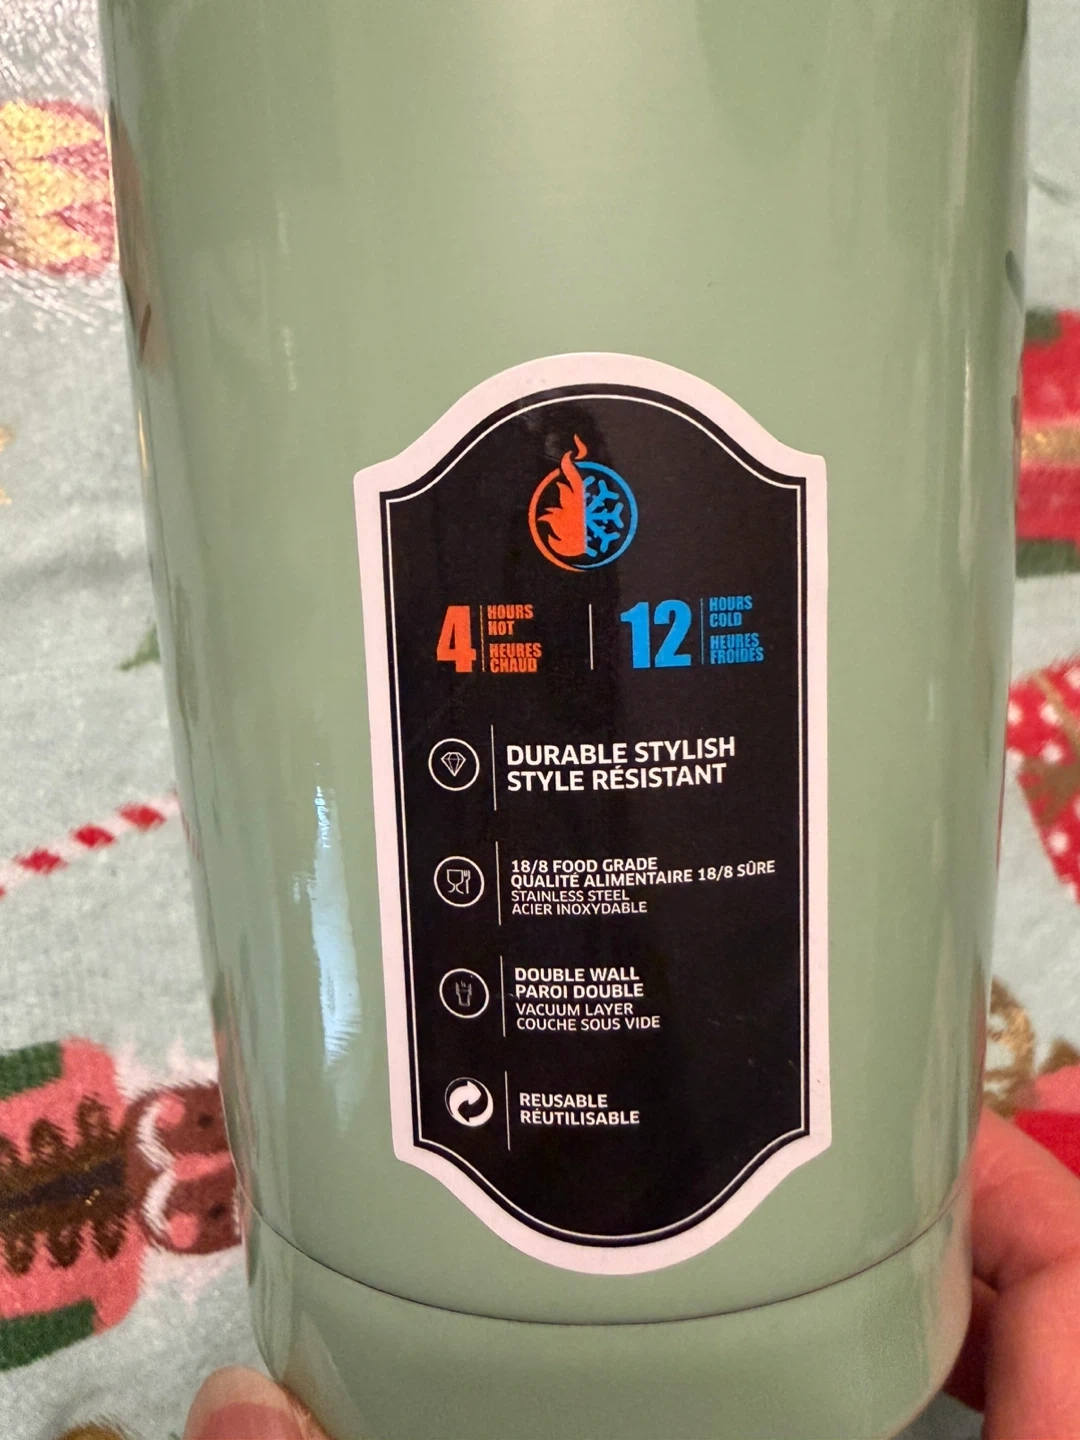 4 HOURS HOT
HEURES CHAUD
12 HOURS COLD
HEURES FROIDES
DURABLE STYLISH
STYLE RÉSISTANT
18/8 FOOD GRADE
QUALITÉ ALIMENTAIRE 18/8 SÛRE
STAINLESS STEEL
ACIER INOXYDABLE
DOUBLE WALL
PAROI DOUBLE
VACUUM LAYER
COUCHE SOUS VIDE
REUSABLE
RÉUTILISABLE